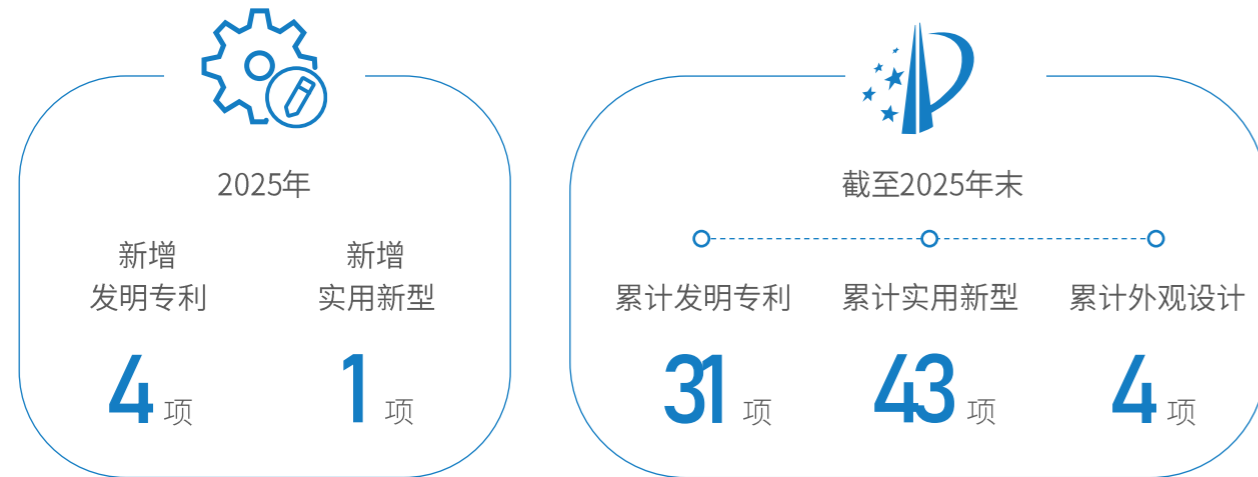 2025年
新增
发明专利
4 项
新增
实用新型
1 项
截至2025年末
累计发明专利
31 项
累计实用新型
43 项
累计外观设计
4 项